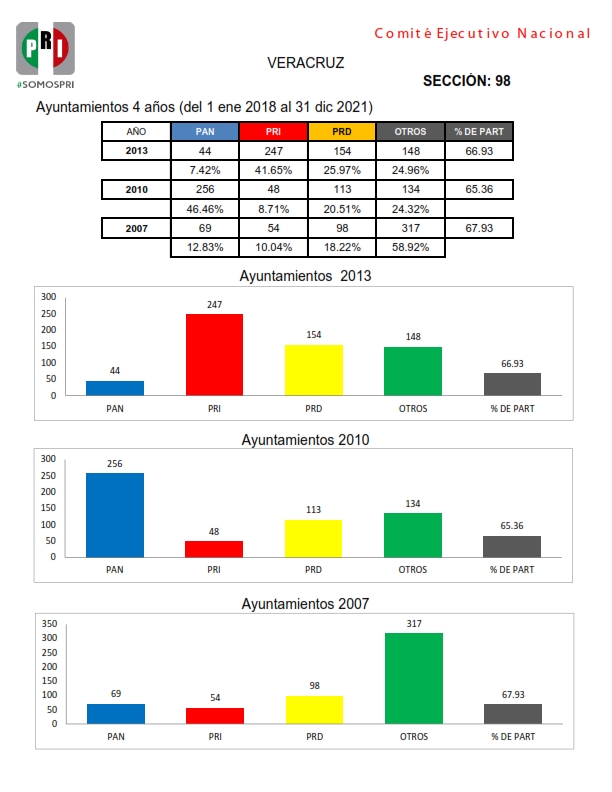 PRI
#SOMOSPRI
Comité Ejecutivo Nacional
VERACRUZ
SECCIÓN: 98
Ayuntamientos 4 años (del 1 ene 2018 al 31 dic 2021)
AÑO PAN PRI PRD OTROS % DE PART
2013 44 247 154 148 66.93
7.42% 41.65% 25.97% 24.96%
2010 256 48 113 134 65.36
46.46% 8.71% 20.51% 24.32%
2007 69 54 98 317 67.93
12.83% 10.04% 18.22% 58.92%
Ayuntamientos 2013
300
250
200
150
100
50
0
44 247 154 148 66.93
PAN PRI PRD OTROS % DE PART
Ayuntamientos 2010
300
250
200
150
100
50
0
256 48 113 134 65.36
PAN PRI PRD OTROS % DE PART
Ayuntamientos 2007
350
300
250
200
150
100
50
0
69 54 98 317 67.93
PAN PRI PRD OTROS % DE PART